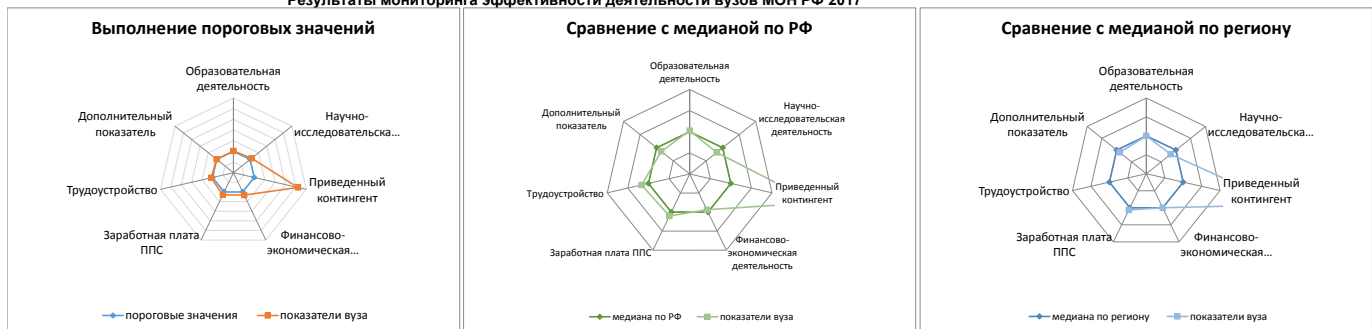 Результаты мониторинга эффективности деятельности вузов МОН РФ 2017
Выполнение пороговых значений
Образовательная
деятельность
Научно-
исследовательска...
Приведенный
контингент
Финансово-
экономическая...
Заработная плата
ППС
Трудоустройство
Дополнительный
показатель
пороговые значения
показатели вуза
Сравнение с медианой по РФ
Образовательная
деятельность
Научно-
исследовательская
деятельность
Приведенный
контингент
Финансово-
экономическая
деятельность
Заработная плата ППС
Трудоустройство
Дополнительный
показатель
медиана по РФ
показатели вуза
Сравнение с медианой по региону
Образовательная
деятельность
Научно-
исследовательска...
Приведенный
контингент
Финансово-
экономическая...
Заработная плата
ППС
Трудоустройство
Дополнительный
показатель
медиана по региону
показатели вуза